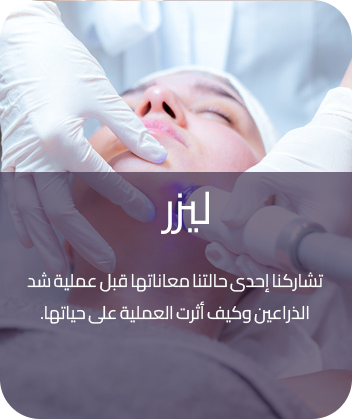 ليزر
تشاركنا إحدى حالتنا معاناتها قبل عملية شد
الذراعين وكيف أثرت العملية على حياتها.